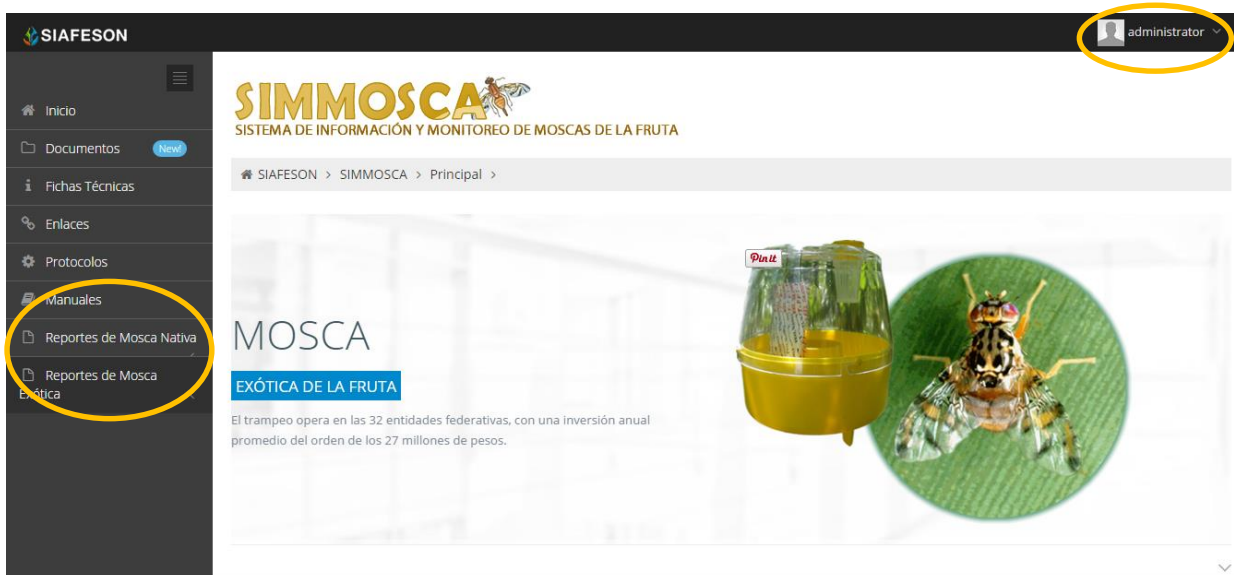 SIAFESON
administrator
Inicio
Documentos New!
Fichas Técnicas
Enlaces
Protocolos
Manuales
Reportes de Mosca Nativa
Reportes de Mosca
Exótica
SIMMOSCA
SISTEMA DE INFORMACIÓN Y MONITOREO DE MOSCAS DE LA FRUTA
SIAFESON > SIMMOSCA > Principal >
Pin it
MOSCA
EXÓTICA DE LA FRUTA
El trampeo opera en las 32 entidades federativas, con una inversión anual
promedio del orden de los 27 millones de pesos.